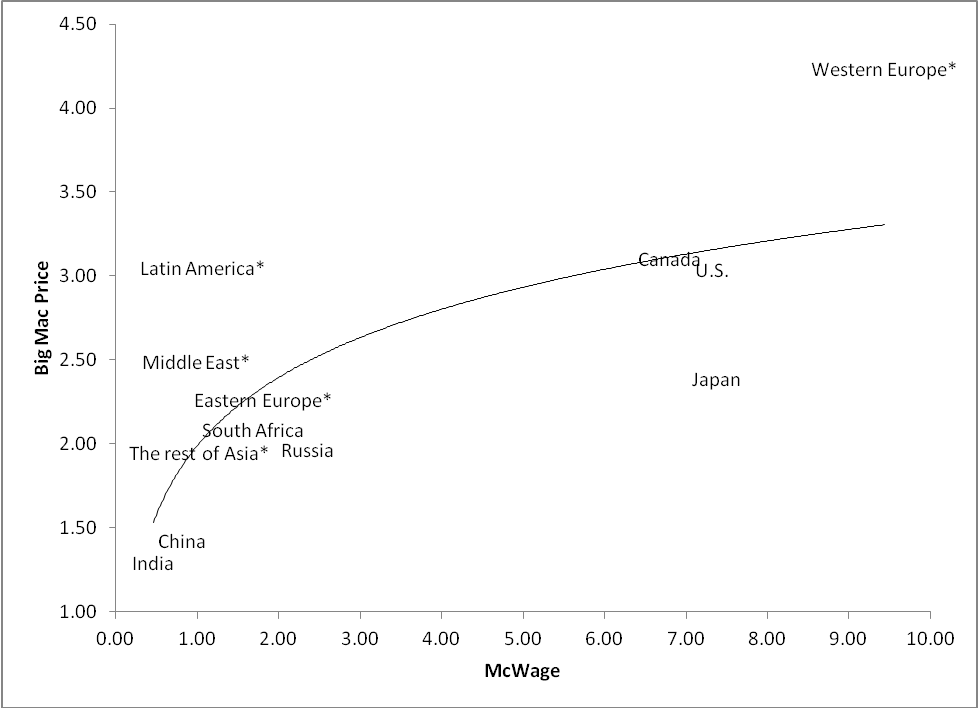 4.50
Western Europe*
4.00
3.50
Canada
Latin America*
3.00
U.S.
Big Mac Price
2.50
Middle East*
Japan
Eastern Europe*
South Africa
2.00
The rest of Asia*
Russia
1.50
China
India
1.00
0.00 1.00 2.00 3.00 4.00 5.00 6.00 7.00 8.00 9.00 10.00
McWage